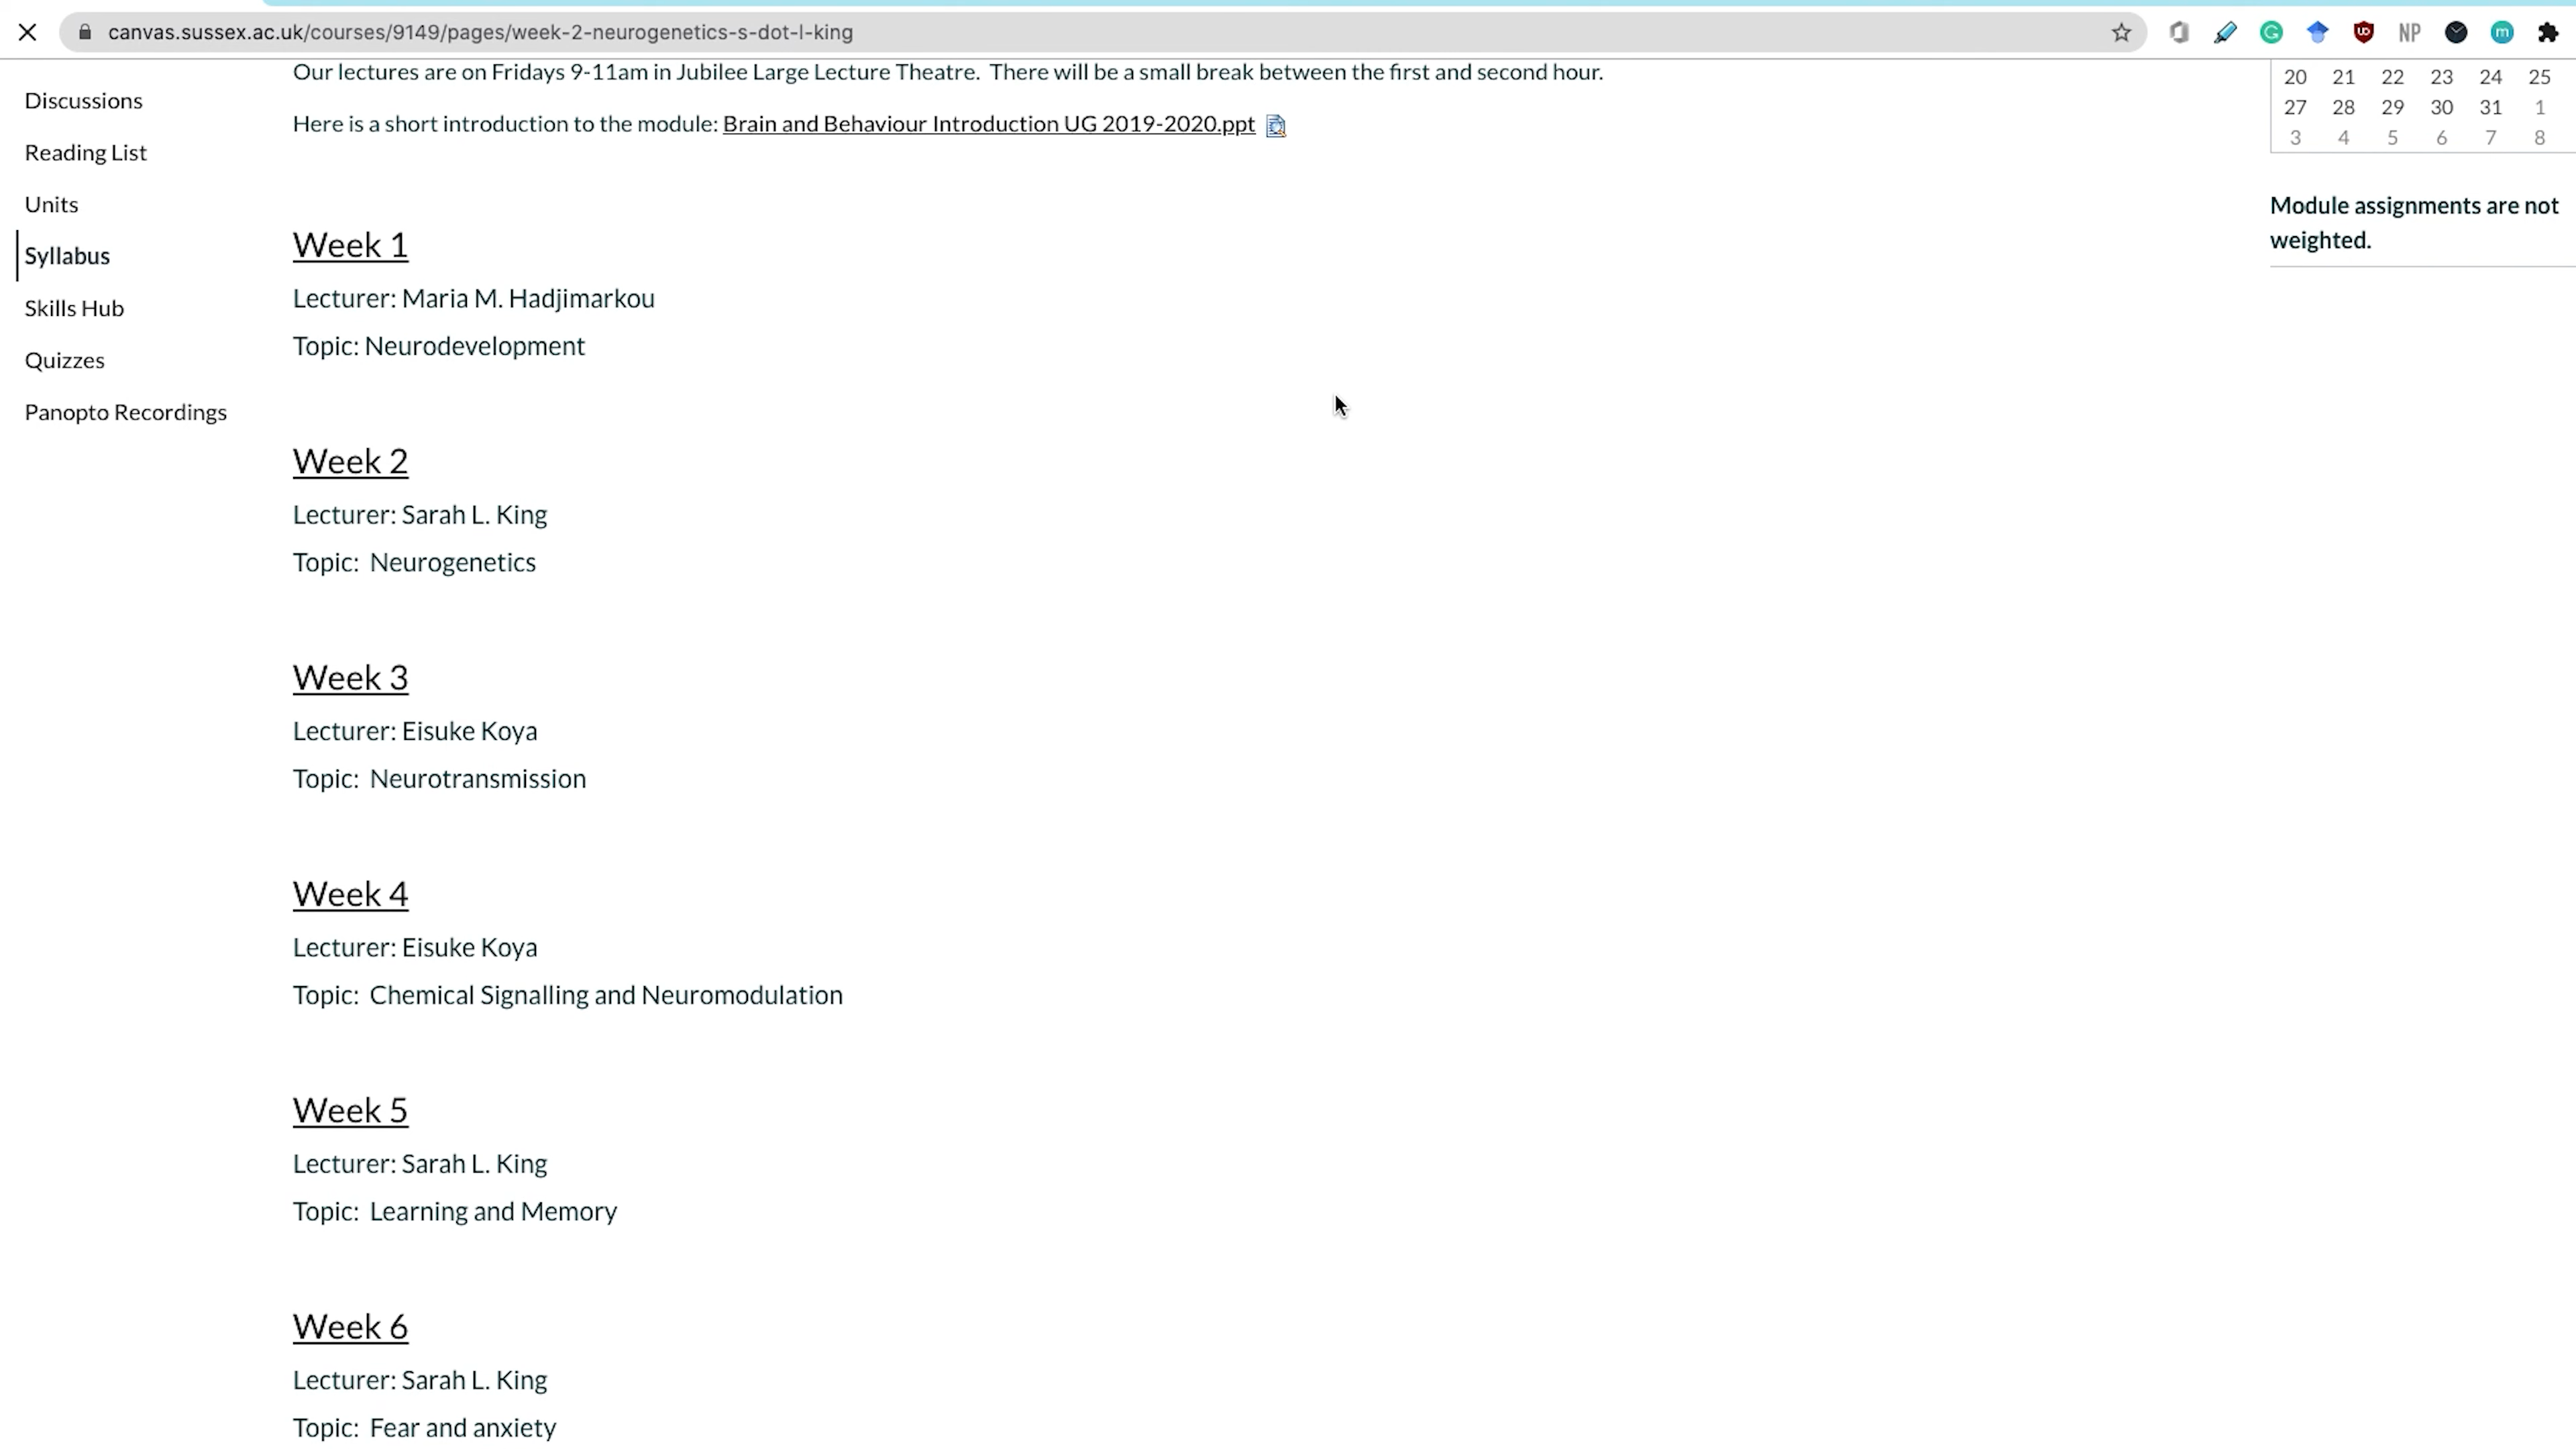 canvas.sussex.ac.uk/courses/9149/pages/week-2-neurogenetics-s-dot-l-king
NP
m
Discussions
Reading List
Units
Syllabus
Skills Hub
Quizzes
Panopto Recordings
Our lectures are on Fridays 9-11am in Jubilee Large Lecture Theatre. There will be a small break between the first and second hour.
Here is a short introduction to the module: Brain and Behaviour Introduction UG 2019-2020.ppt
Week 1
Lecturer: Maria M. Hadjimarkou
Topic: Neurodevelopment
Week 2
Lecturer: Sarah L. King
Topic: Neurogenetics
Week 3
Lecturer: Eisuke Koya
Topic: Neurotransmission
Week 4
Lecturer: Eisuke Koya
Topic: Chemical Signalling and Neuromodulation
Week 5
Lecturer: Sarah L. King
Topic: Learning and Memory
Week 6
Lecturer: Sarah L. King
Topic: Fear and anxiety
20 21 22 23 24 25
27 28 29 30 31 1
3 4 5 6 7 8
Module assignments are not
weighted.